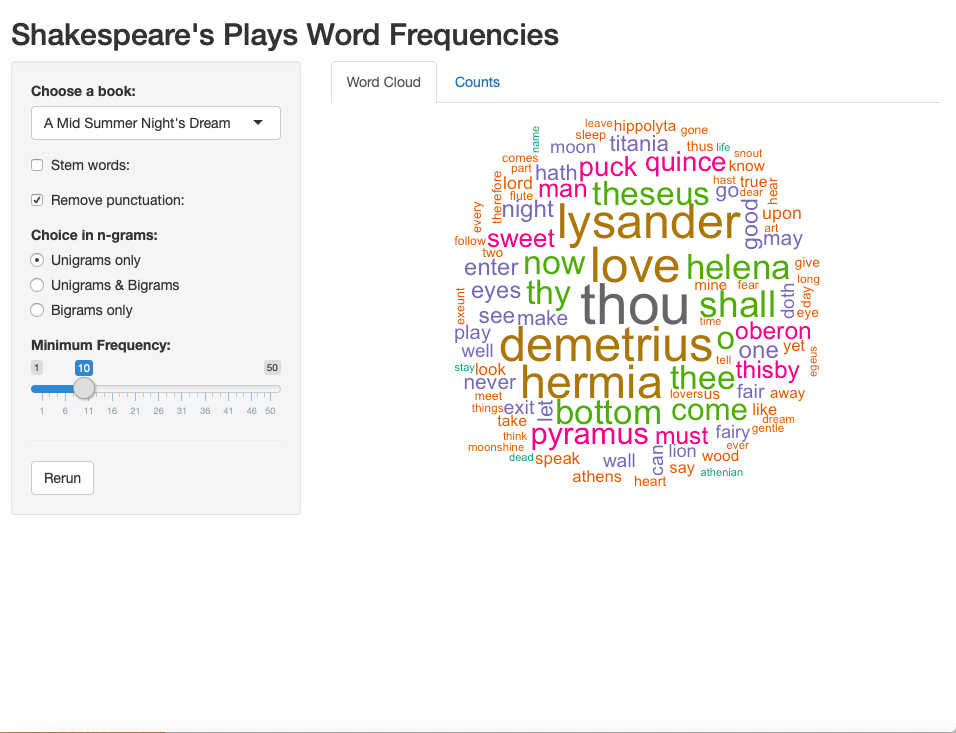 Shakespeare's Plays Word Frequencies
Choose a book:
A Mid Summer Night's Dream
Stem words:
Remove punctuation:
Choice in n-grams:
Unigrams only
Unigrams & Bigrams
Bigrams only
Minimum Frequency:
1 10 50
1 6 11 16 21 26 31 36 41 46 50
Rerun
Word Cloud Counts
leave hippolyta
name sleep gone
moon titania thus life
comes puck quince snout
part hath know
lord man theseus hast true
therefore flute go dear hear
night lysander good upon
every art
follow sweet may
two now love helena give
enter mine fear long
exeunt eyes thy thou shall doth day
see make time eye
play demetrius o oberon
well one yet
stay look tell thisby egeus
never hermia thee
meet lovers us fair away
things exit let bottom come like
take dream
think pyramus must fairy gentle
moonshine ever
dead speak wall can lion wood
say athenian
athens heart